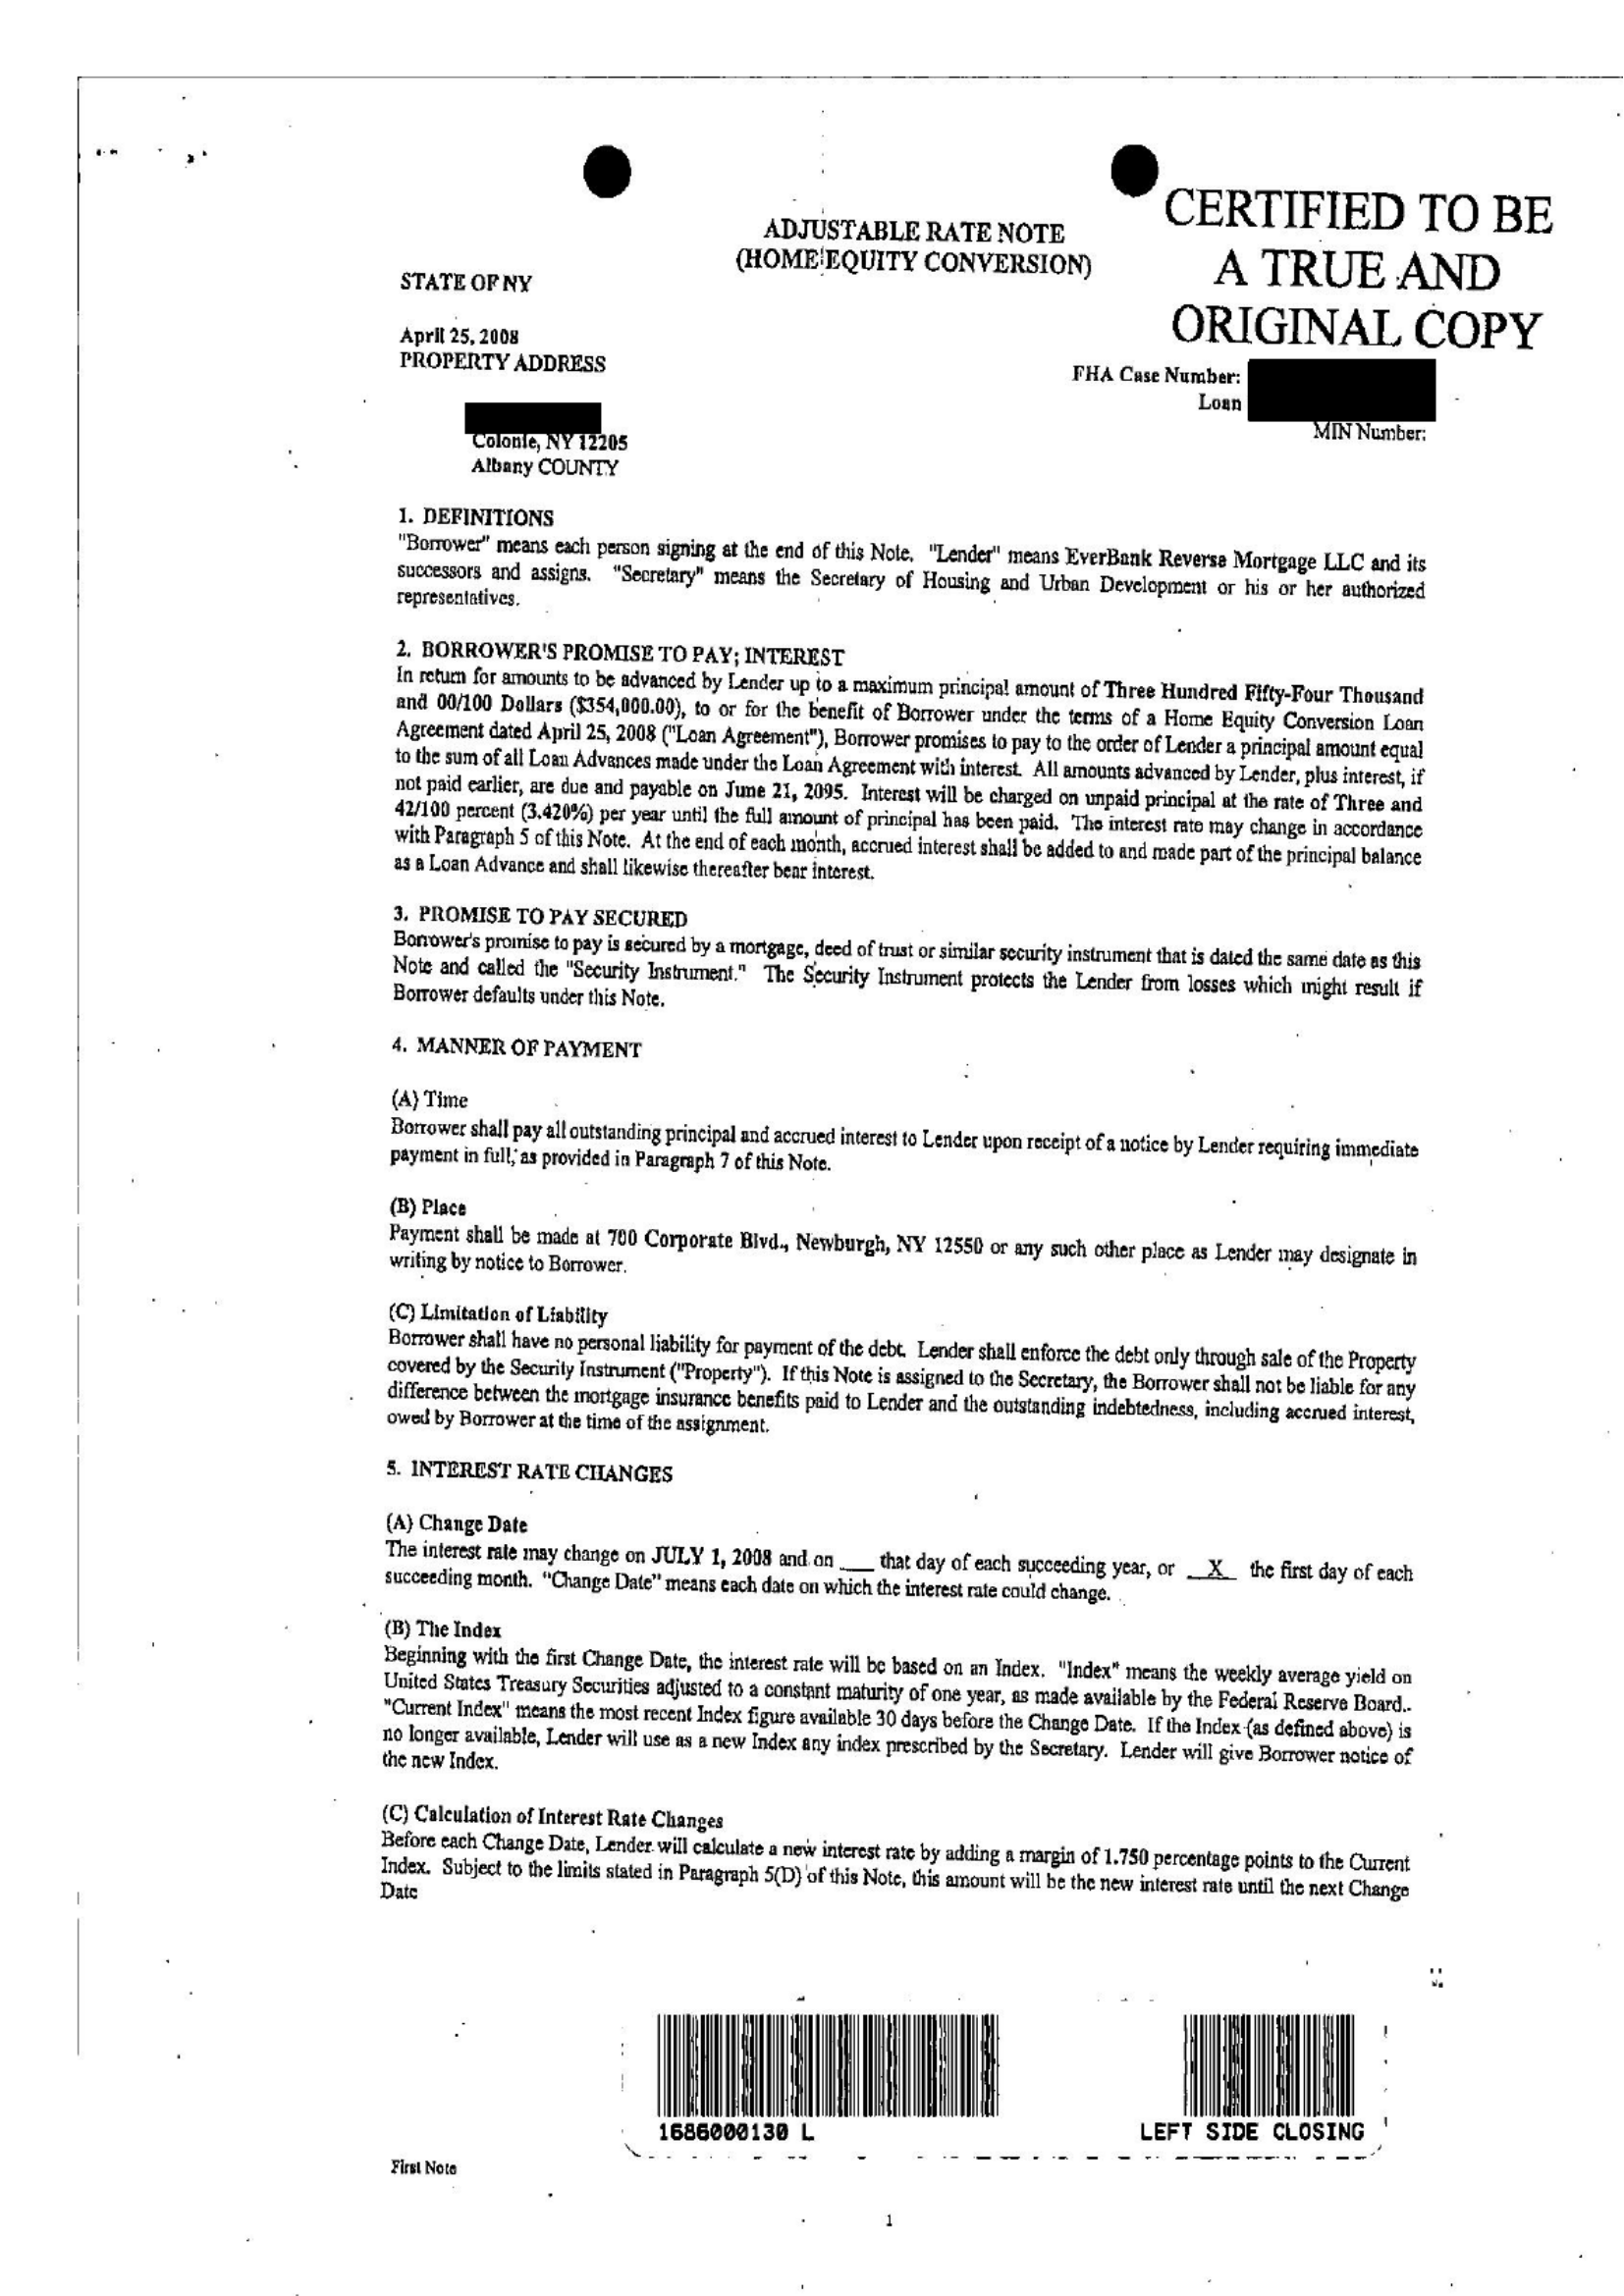 CERTIFIED TO BE
A TRUE AND
ORIGINAL COPY
ADJUSTABLE RATE NOTE
(HOME EQUITY CONVERSION)
STATE OF NY
April 25, 2008
PROPERTY ADDRESS
FHA Case Number:
Loan
MIN Number:
Colonie, NY 12205
Albany COUNTY
1. DEFINITIONS
"Borrower" means each person signing at the end of this Note. "Lender" means EverBank Reverse Mortgage LLC and its
successors and assigns. "Secretary" means the Secretary of Housing and Urban Development or his or her authorized
representatives.
2. BORROWER'S PROMISE TO PAY; INTEREST
In return for amounts to be advanced by Lender up to a maximum principal amount of Three Hundred Fifty-Four Thousand
and 00/100 Dollars ($354,000.00), to or for the benefit of Borrower under the terms of a Home Equity Conversion Loan
Agreement dated April 25, 2008 ("Loan Agreement"), Borrower promises to pay to the order of Lender a principal amount equal
to the sum of all Loan Advances made under the Loan Agreement with interest. All amounts advanced by Lender, plus interest, if
not paid earlier, are due and payable on June 21, 2095. Interest will be charged on unpaid principal at the rate of Three and
42/100 percent (3.420%) per year until the full amount of principal has been paid. The interest rate may change in accordance
with Paragraph 5 of this Note. At the end of each month, accrued interest shall be added to and made part of the principal balance
as a Loan Advance and shall likewise thereafter bear interest.
3. PROMISE TO PAY SECURED
Borrower's promise to pay is secured by a mortgage, deed of trust or similar security instrument that is dated the same date as this
Note and called the "Security Instrument." The Security Instrument protects the Lender from losses which might result if
Borrower defaults under this Note.
4. MANNER OF PAYMENT
(A) Time
Borrower shall pay all outstanding principal and accrued interest to Lender upon receipt of a notice by Lender requiring immediate
payment in full, as provided in Paragraph 7 of this Note.
(B) Place
Payment shall be made at 700 Corporate Blvd., Newburgh, NY 12550 or any such other place as Lender may designate in
writing by notice to Borrower.
(C) Limitation of Liability
Borrower shall have no personal liability for payment of the debt. Lender shall enforce the debt only through sale of the Property
covered by the Security Instrument ("Property"). If this Note is assigned to the Secretary, the Borrower shall not be liable for any
difference between the mortgage insurance benefits paid to Lender and the outstanding indebtedness, including accrued interest,
owed by Borrower at the time of the assignment.
5. INTEREST RATE CHANGES
(A) Change Date
The interest rate may change on JULY 1, 2008 and on ___ that day of each succeeding year, or _X_ the first day of each
succeeding month. "Change Date" means each date on which the interest rate could change.
(B) The Index
Beginning with the first Change Date, the interest rate will be based on an Index. "Index" means the weekly average yield on
United States Treasury Securities adjusted to a constant maturity of one year, as made available by the Federal Reserve Board..
"Current Index" means the most recent Index figure available 30 days before the Change Date. If the Index (as defined above) is
no longer available, Lender will use as a new Index any index prescribed by the Secretary. Lender will give Borrower notice of
the new Index.
(C) Calculation of Interest Rate Changes
Before each Change Date, Lender will calculate a new interest rate by adding a margin of 1.750 percentage points to the Current
Index. Subject to the limits stated in Paragraph 5(D) of this Note, this amount will be the new interest rate until the next Change
Date
1686000130 L
LEFT SIDE CLOSING
First Note
1